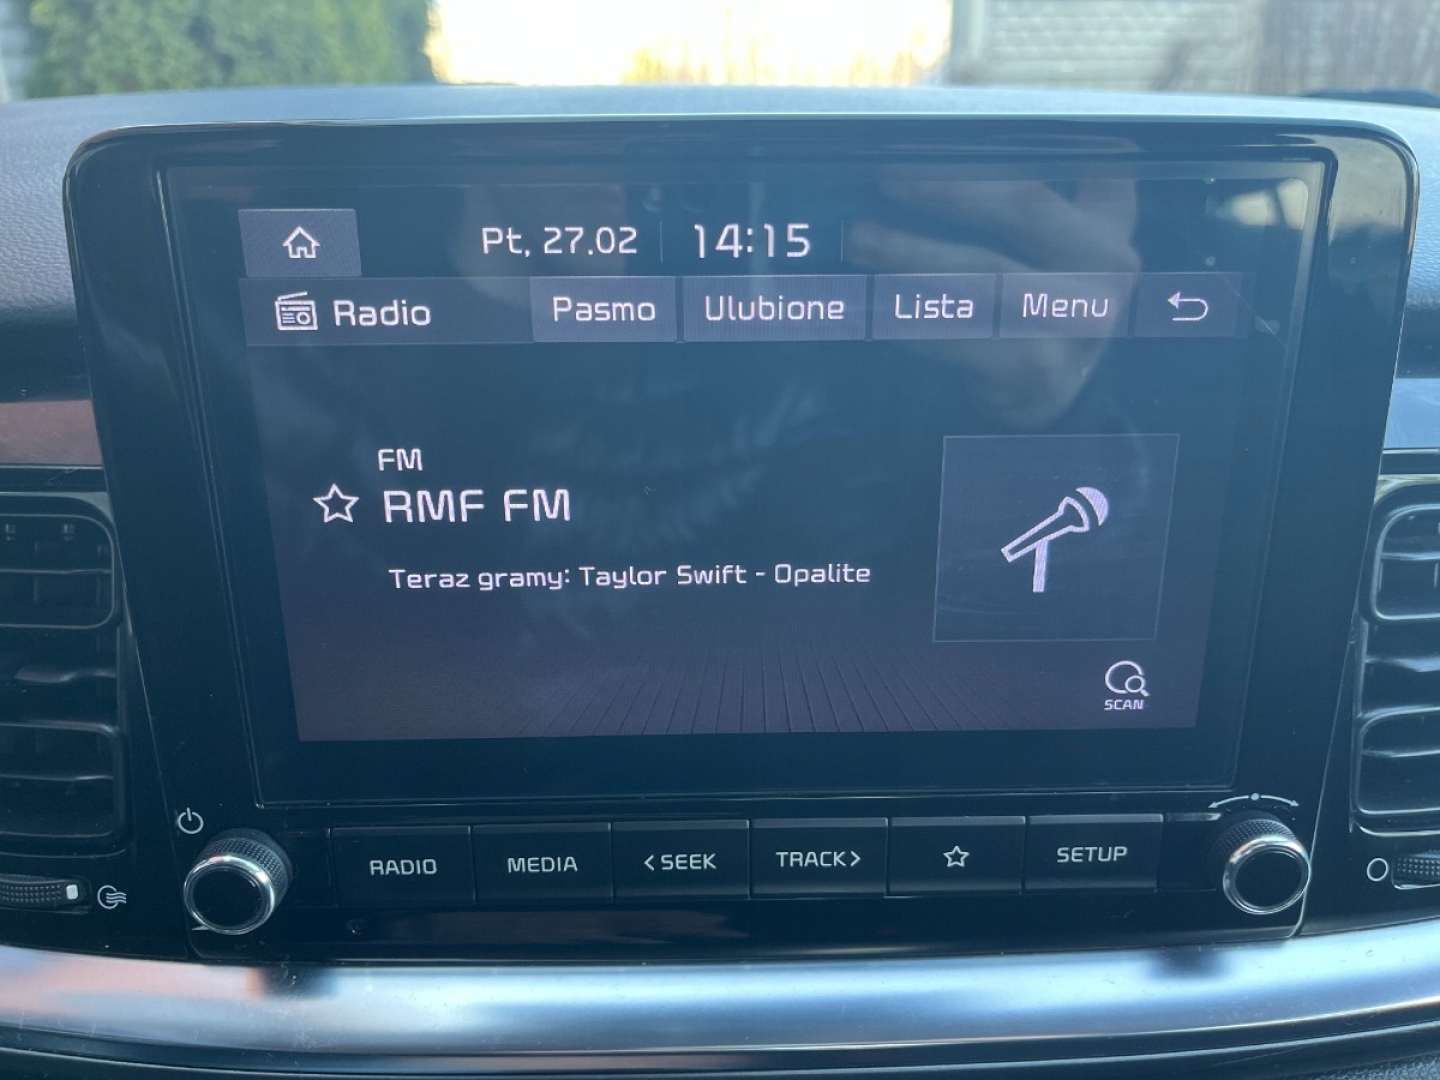 Pt, 27.02 14:15
Radio Pasmo Ulubione Lista Menu
FM
RMF FM
Teraz gramy: Taylor Swift - Opalite
SCAN
RADIO MEDIA <SEEK TRACK> SETUP